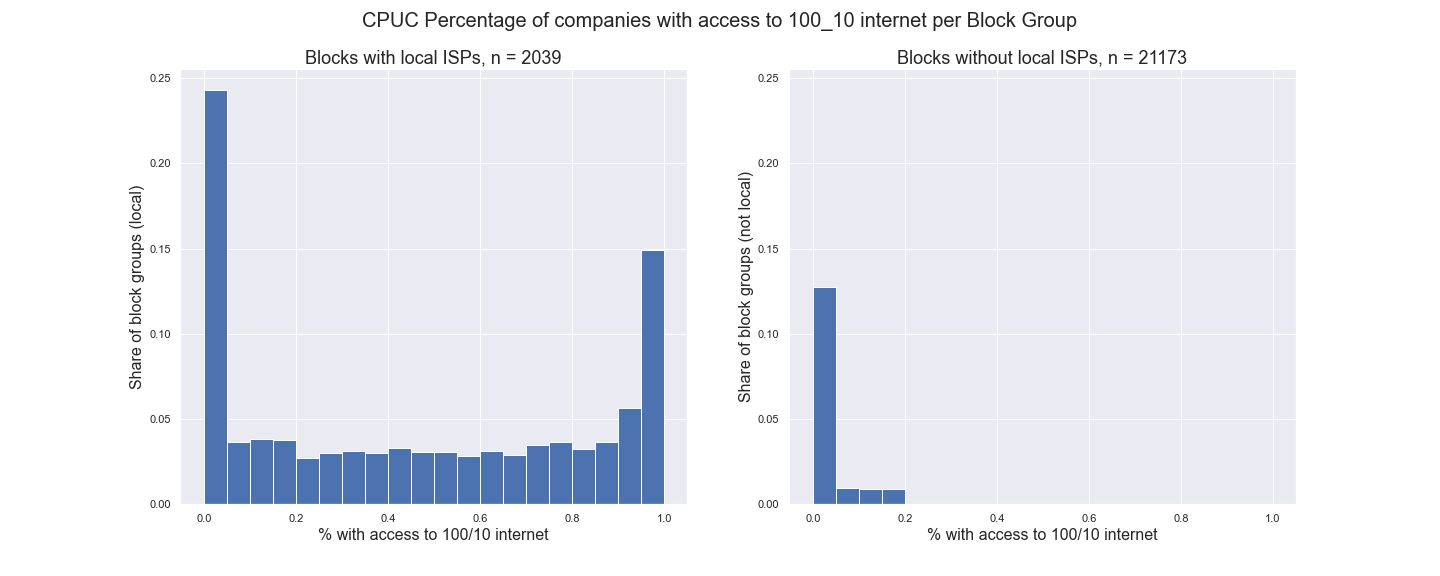 CPUC Percentage of companies with access to 100_10 internet per Block Group
Blocks with local ISPs, n = 2039
0.25
0.20
0.15
0.10
0.05
0.00
Share of block groups (local)
0.0 0.2 0.4 0.6 0.8 1.0
% with access to 100/10 internet
Blocks without local ISPs, n = 21173
0.25
0.20
0.15
0.10
0.05
0.00
Share of block groups (not local)
0.0 0.2 0.4 0.6 0.8 1.0
% with access to 100/10 internet